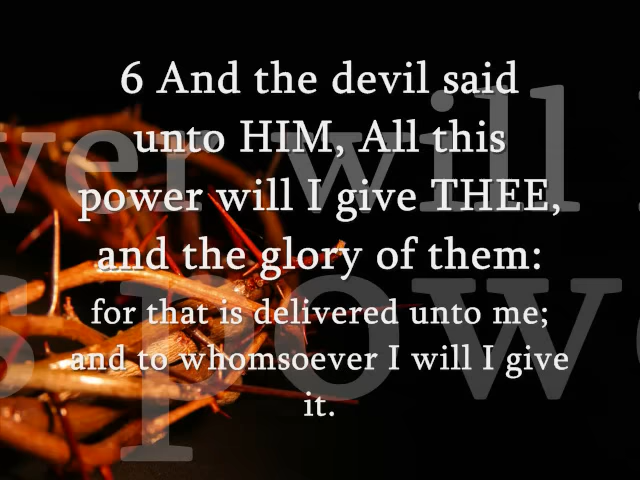 6 And the devil said
unto HIM, All this
power will I give THEE,
and the glory of them:
for that is delivered unto me;
and to whomsoever I will I give
it.